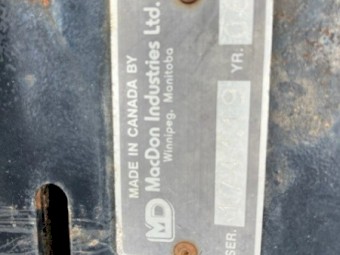 MADE IN CANADA BY
MacDon Industries Ltd.
Winnipeg, Manitoba
MD
SER.
YR.